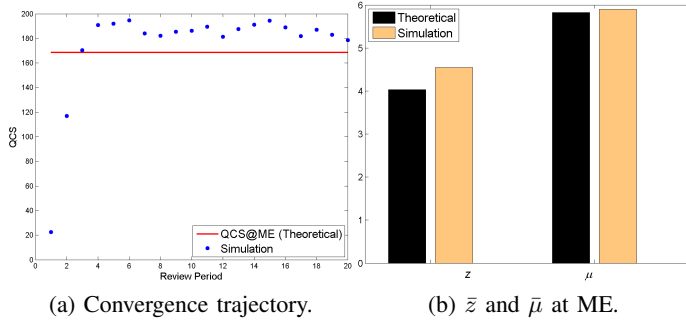 200
180
160
140
120
100
80
60
40
20
0
QCS
QCS@ME (Theoretical)
Simulation
0 2 4 6 8 10 12 14 16 18 20
Review Period
(a) Convergence trajectory.
6
5
4
3
2
1
0
Theoretical
Simulation
z μ
(b) z̄ and μ̄ at ME.